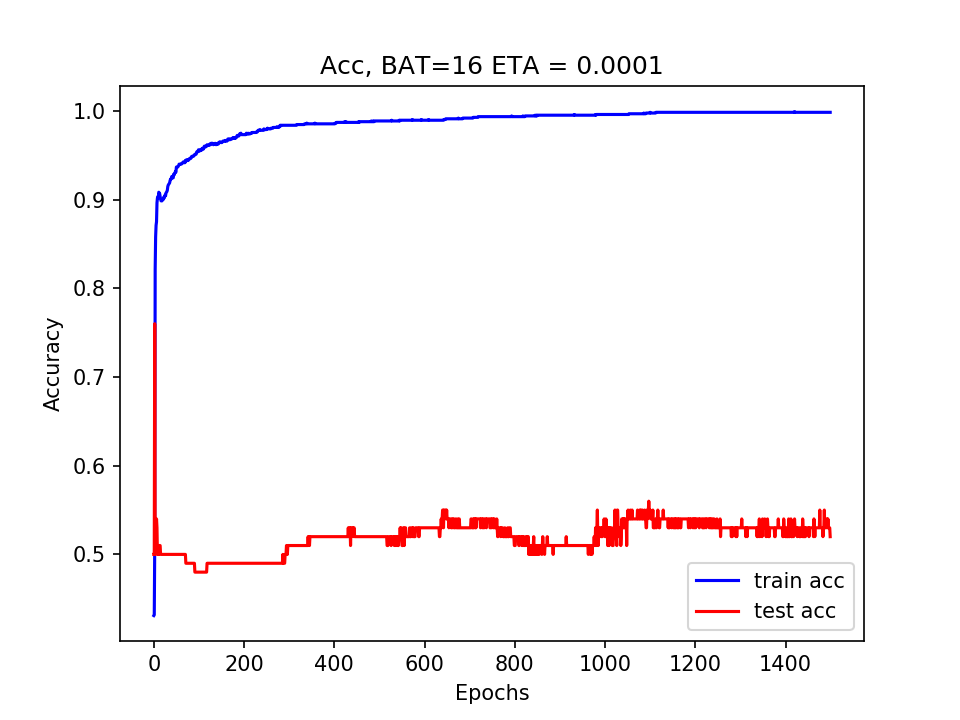 Acc, BAT=16 ETA = 0.0001
1.0
0.9
0.8
0.7
0.6
0.5
Accuracy
train acc
test acc
0 200 400 600 800 1000 1200 1400
Epochs